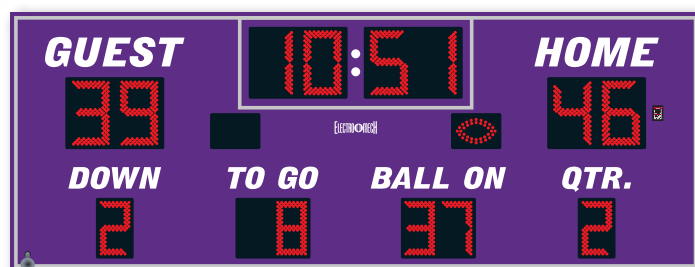 GUEST 10:51 HOME
39 46
ELECTRO-MECH
DOWN TO GO BALL ON QTR.
2 8 37 2